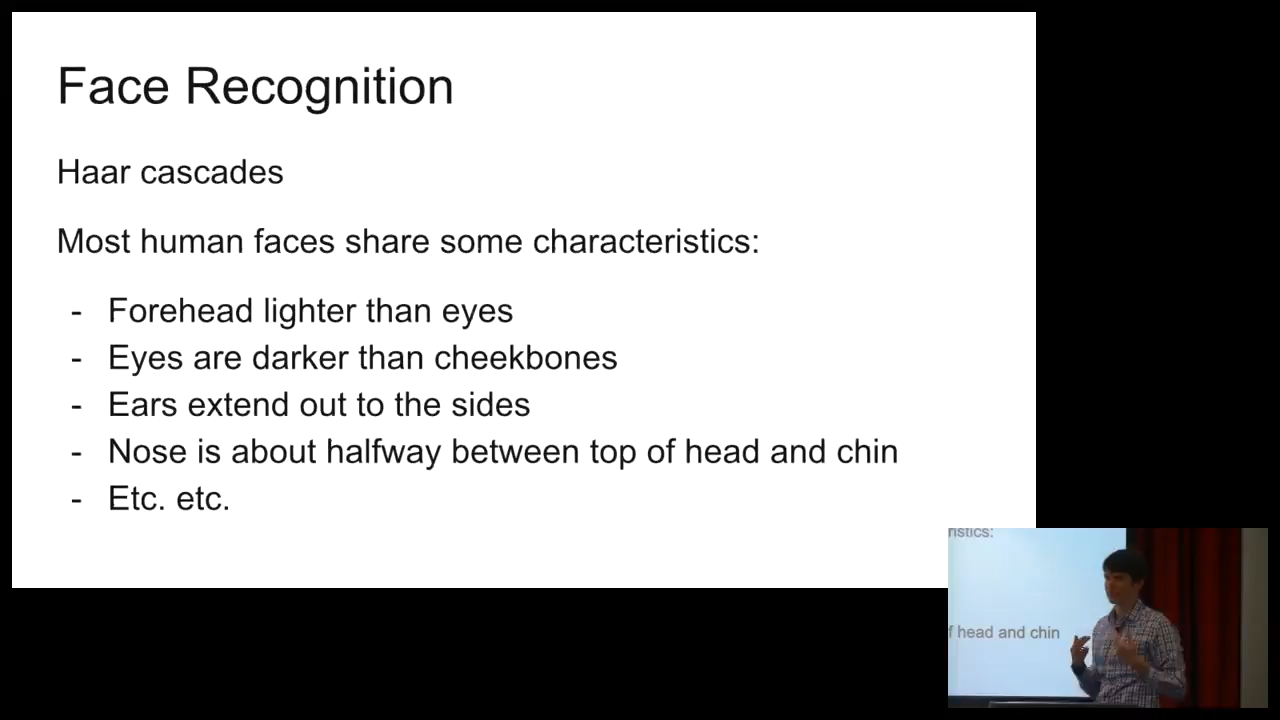 Face Recognition
Haar cascades
Most human faces share some characteristics:
- Forehead lighter than eyes
- Eyes are darker than cheekbones
- Ears extend out to the sides
- Nose is about halfway between top of head and chin
- Etc. etc.
ristics:
f head and chin